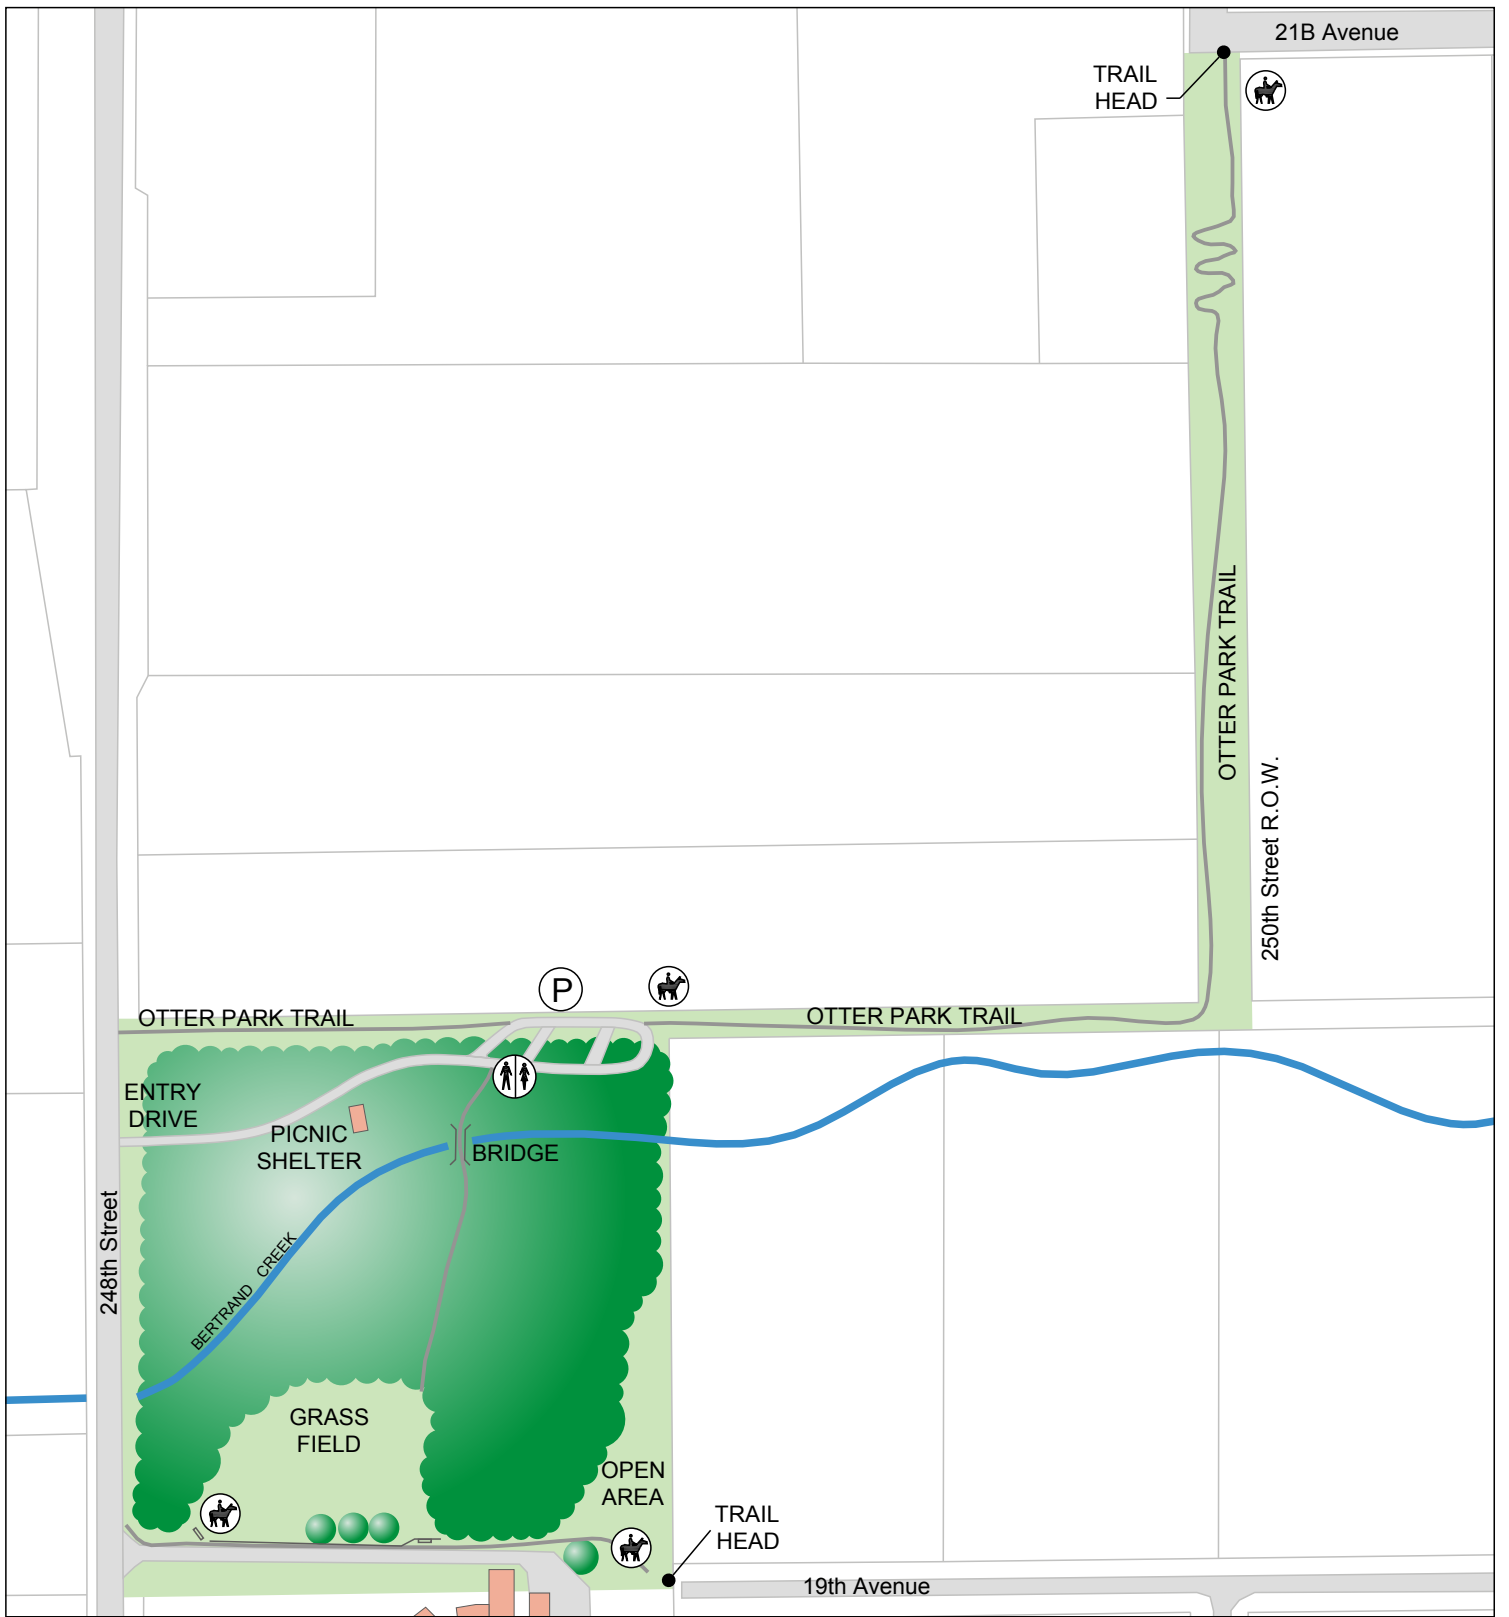 21B Avenue
TRAIL
HEAD
OTTER PARK TRAIL
250th Street R.O.W.
P
OTTER PARK TRAIL
OTTER PARK TRAIL
ENTRY
DRIVE
PICNIC
SHELTER
BRIDGE
248th Street
BERTRAND CREEK
GRASS
FIELD
OPEN
AREA
TRAIL
HEAD
19th Avenue